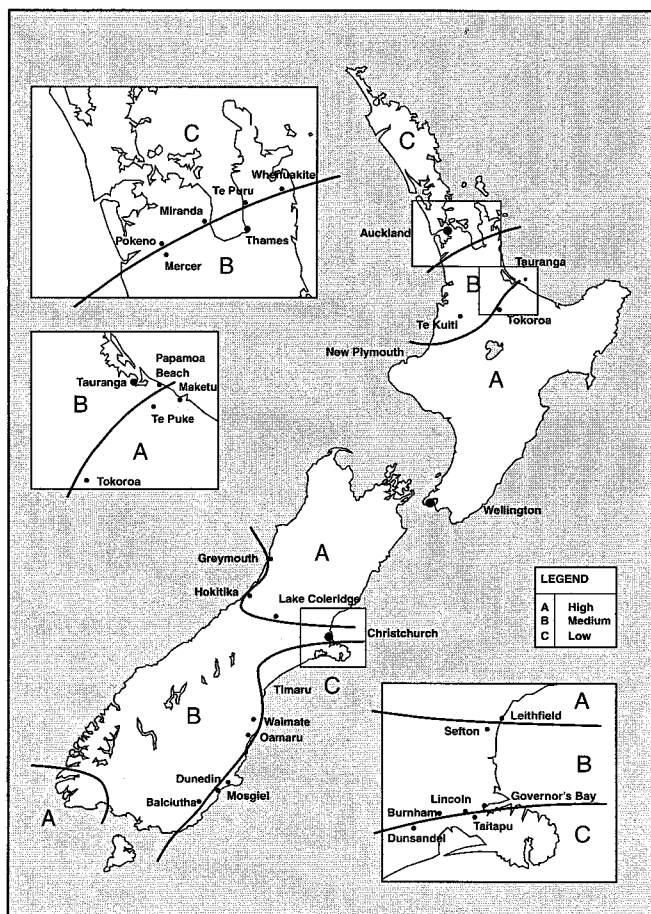 C
Whenuakite
Te Puru
Miranda
Pokeno
Thames
Mercer
B
C
Auckland
B
Tauranga
Te Kuiti
Tokoroa
New Plymouth
A
Papamoa
Beach
Tauranga
Maketu
B
Te Puke
A
Tokoroa
Wellington
A
Greymouth
Hokitika
Lake Coleridge
Christchurch
LEGEND
A High
B Medium
C Low
C
Timaru
B
Waimate
Oamaru
Dunedin
Mosgiel
Balclutha
A
A
Leithfield
Sefton
B
Governor's Bay
Lincoln
Burnham
Taitapu
Dunsandel
C